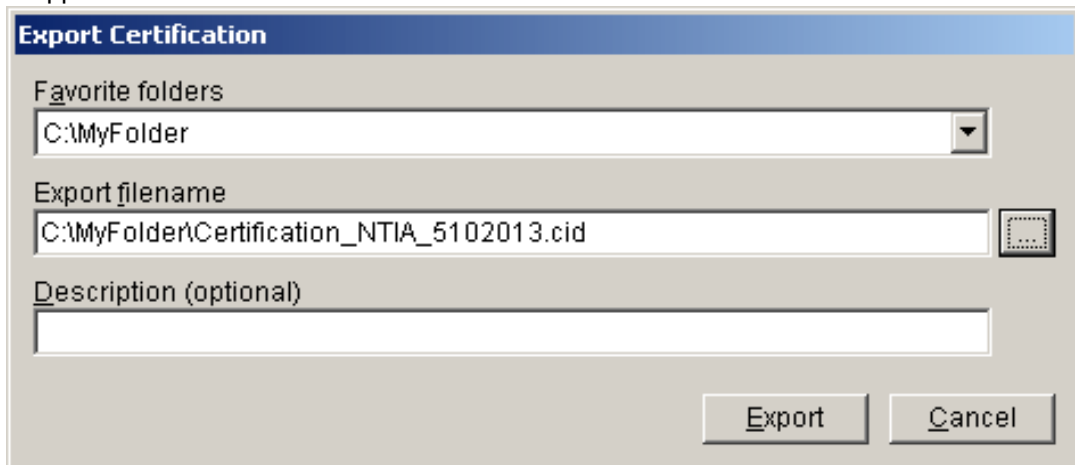 Export Certification
Favorite folders
C:\MyFolder
Export filename
C:\MyFolder\Certification_NTIA_5102013.cid
...
Description (optional)
Export Cancel